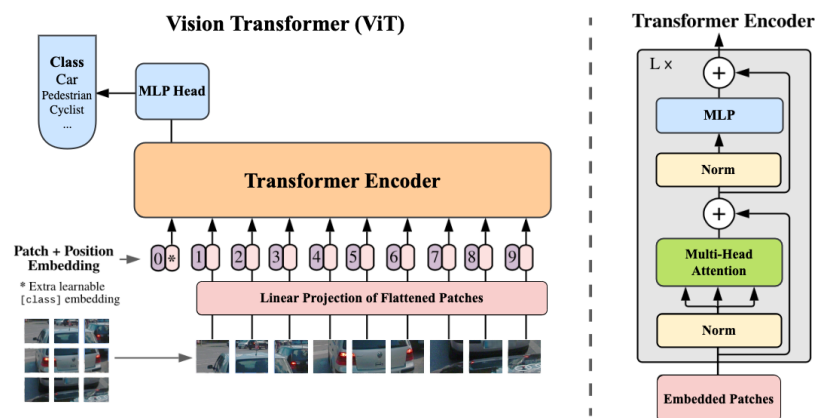 Vision Transformer (ViT)
Class
Car
Pedestrian
Cyclist
...
MLP Head
Transformer Encoder
Patch + Position
Embedding
0 * 1 2 3 4 5 6 7 8 9
* Extra learnable
[class] embedding
Linear Projection of Flattened Patches
Transformer Encoder
L ×
+
MLP
Norm
+
Multi-Head
Attention
Norm
Embedded Patches